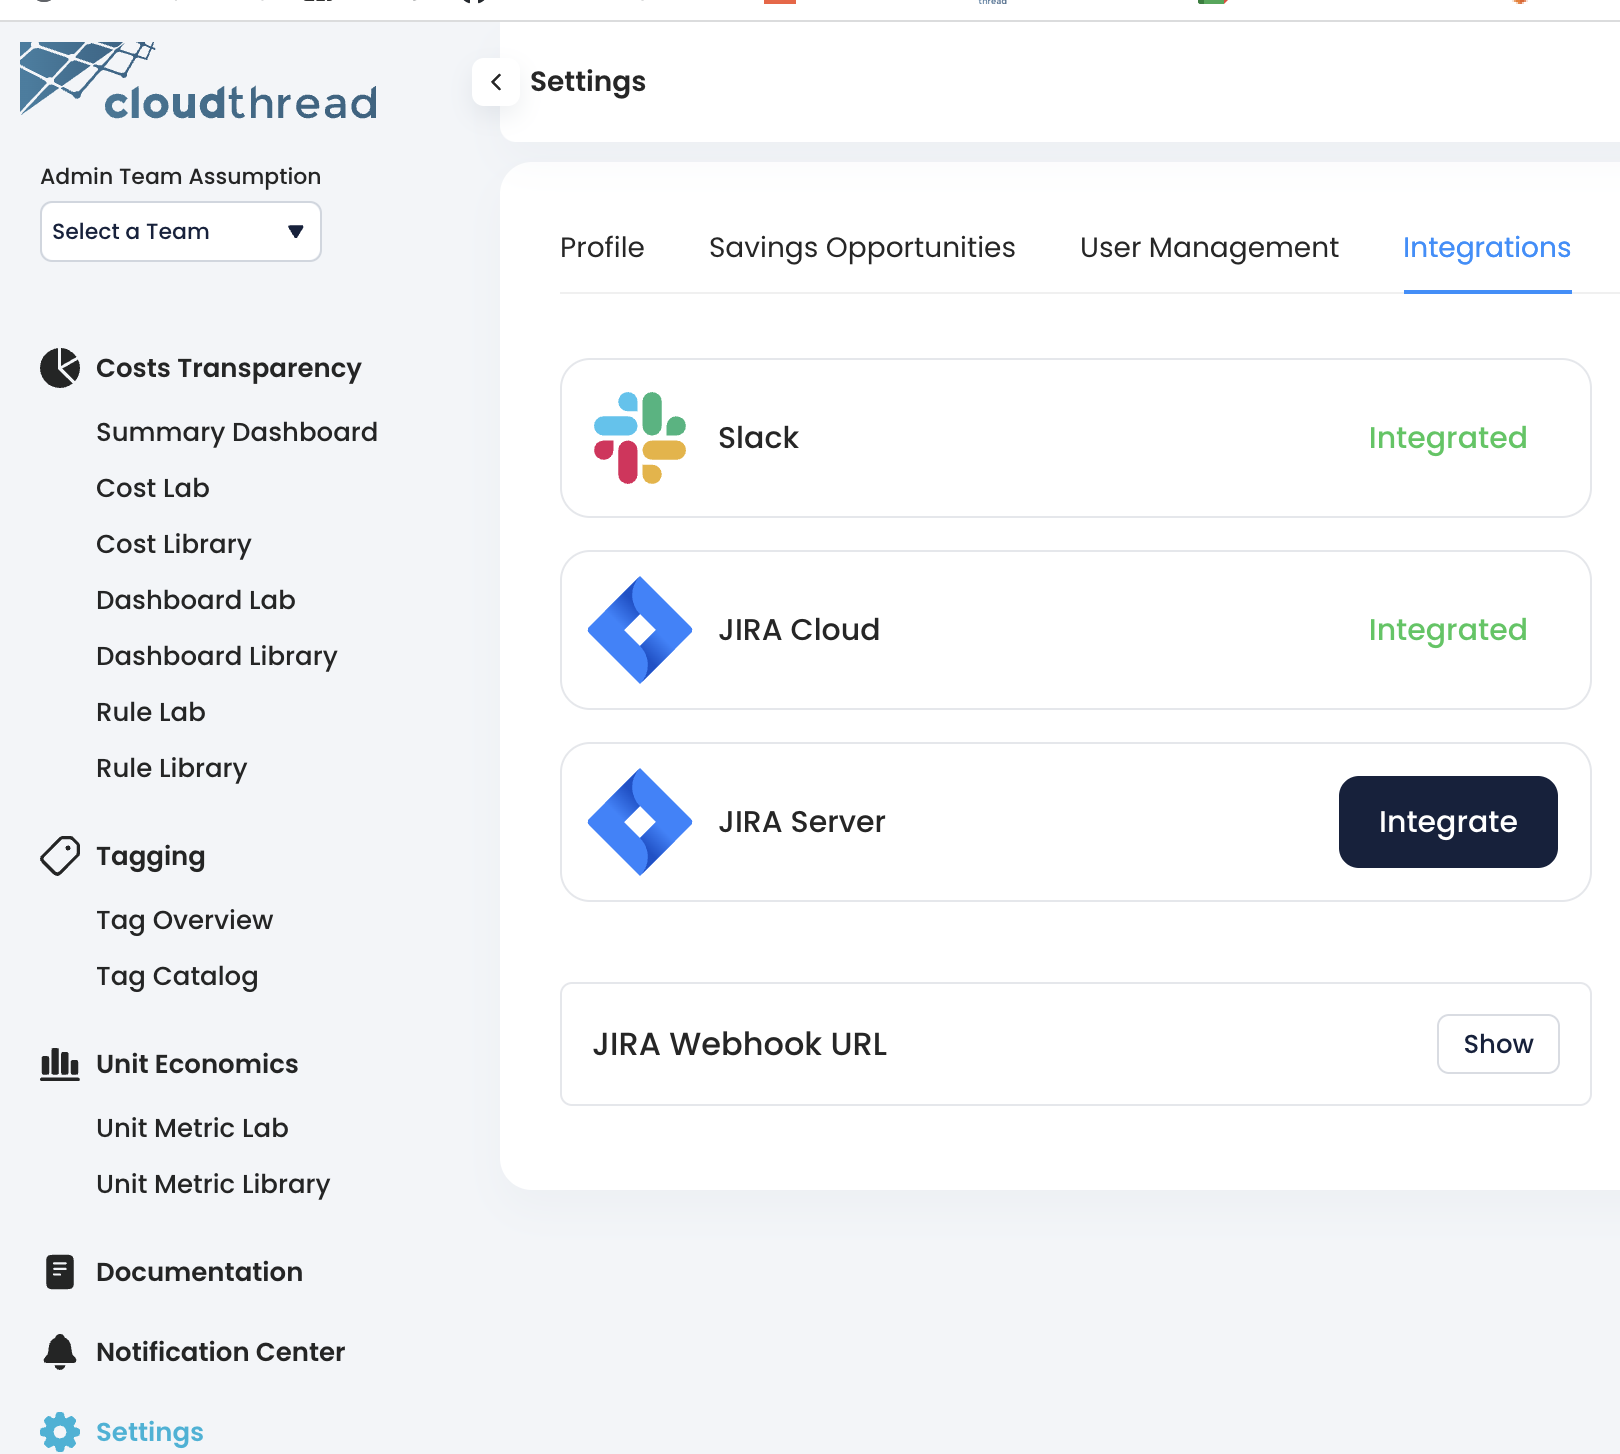 thread
cloudthread
Settings
Admin Team Assumption
Select a Team
Profile
Savings Opportunities
User Management
Integrations
Costs Transparency
Summary Dashboard
Cost Lab
Cost Library
Dashboard Lab
Dashboard Library
Rule Lab
Rule Library
Tagging
Tag Overview
Tag Catalog
Unit Economics
Unit Metric Lab
Unit Metric Library
Documentation
Notification Center
Settings
Slack
Integrated
JIRA Cloud
Integrated
JIRA Server
Integrate
JIRA Webhook URL
Show